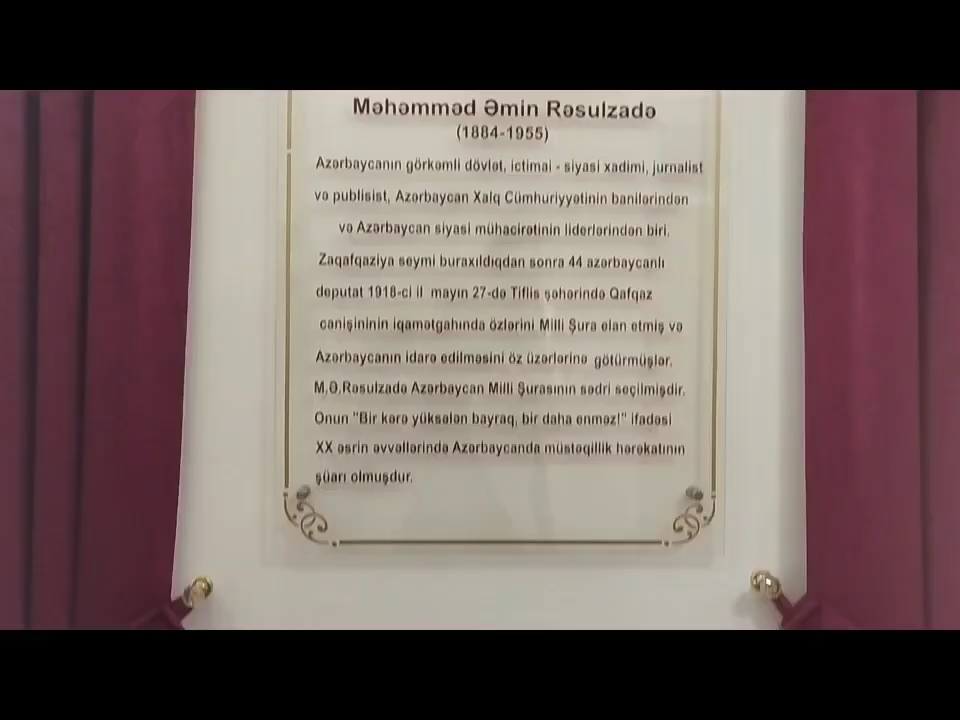 Məhəmməd Əmin Rəsulzadə
(1884-1955)
Azərbaycanın görkəmli dövlət, ictimai - siyasi xadimi, jurnalist
və publisist, Azərbaycan Xalq Cümhuriyyətinin banilərindən
və Azərbaycan siyasi mühacirətinin liderlərindən biri.
Zaqafqaziya seymi buraxıldıqdan sonra 44 azərbaycanlı
deputat 1918-ci il mayın 27-də Tiflis şəhərində Qafqaz
canişininin iqamətgahında özlərini Milli Şura elan etmiş və
Azərbaycanın idarə edilməsini öz üzərlərinə götürmüşlər.
M.Ə.Rəsulzadə Azərbaycan Milli Şurasının sədri seçilmişdir.
Onun "Bir kərə yüksələn bayraq, bir daha enməz!" ifadəsi
XX əsrin əvvəllərində Azərbaycanda müstəqillik hərəkatının
şüarı olmuşdur.